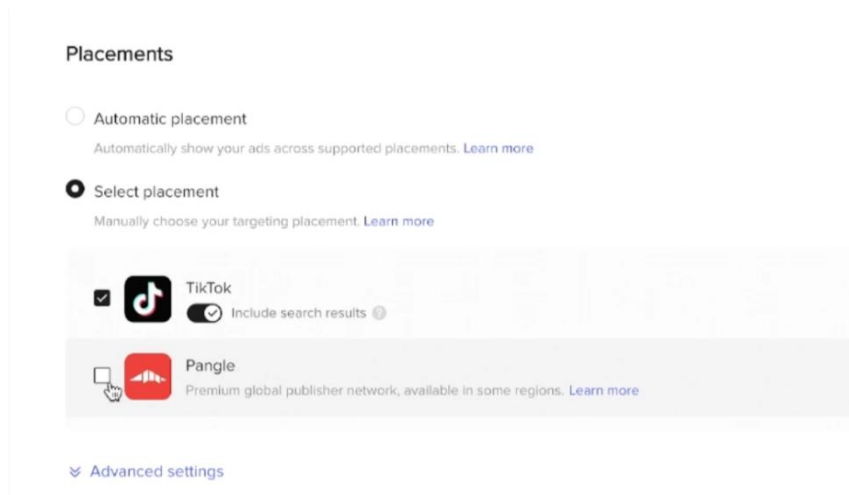 Placements
Automatic placement
Automatically show your ads across supported placements. Learn more
Select placement
Manually choose your targeting placement. Learn more
TikTok
Include search results ?
Pangle
Premium global publisher network, available in some regions. Learn more
Advanced settings